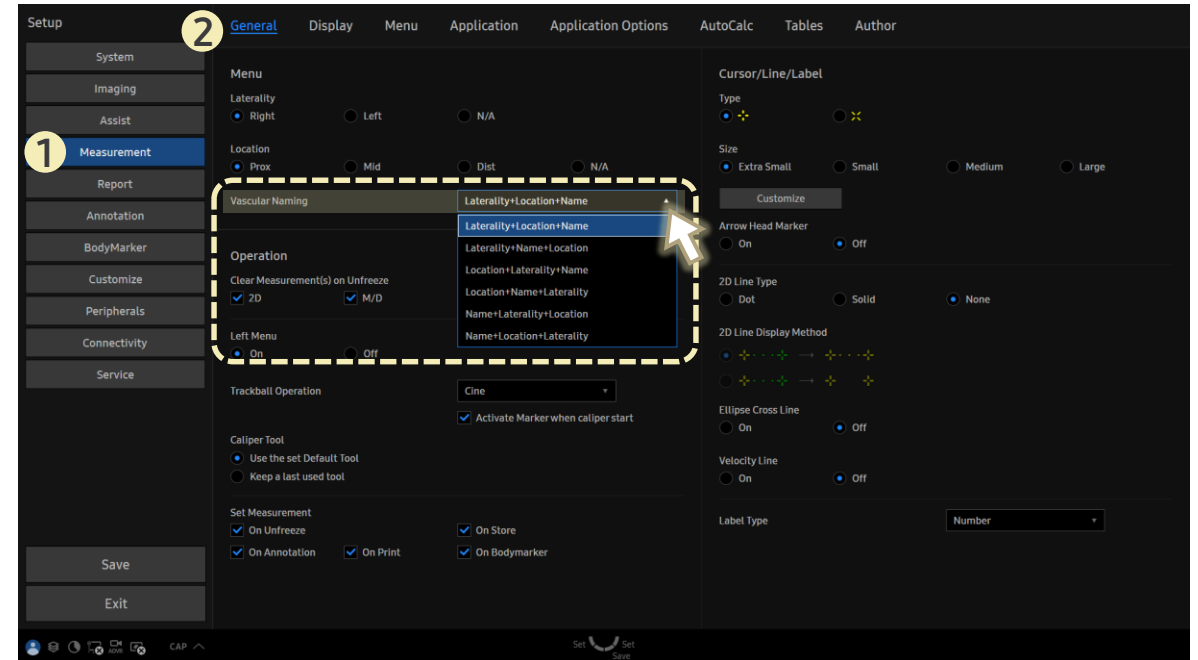 Setup
2
General Display Menu Application Application Options AutoCalc Tables Author
System
Imaging
Assist
1
Measurement
Report
Annotation
BodyMarker
Customize
Peripherals
Connectivity
Service
Save
Exit
Menu
Laterality
Right Left N/A
Location
Prox Mid Dist N/A
Vascular Naming Laterality+Location+Name
Laterality+Location+Name
Laterality+Name+Location
Location+Laterality+Name
Location+Name+Laterality
Name+Laterality+Location
Name+Location+Laterality
Operation
Clear Measurement(s) on Unfreeze
2D M/D
Left Menu
On Off
Trackball Operation Cine
Activate Marker when caliper start
Caliper Tool
Use the set Default Tool
Keep a last used tool
Set Measurement
On Unfreeze On Store
On Annotation On Print On Bodymarker
Cursor/Line/Label
Type
Size
Extra Small Small Medium Large
Customize
Arrow Head Marker
On Off
2D Line Type
Dot Solid None
2D Line Display Method
Ellipse Cross Line
On Off
Velocity Line
On Off
Label Type Number
ADVR CAP
Set Set
Save